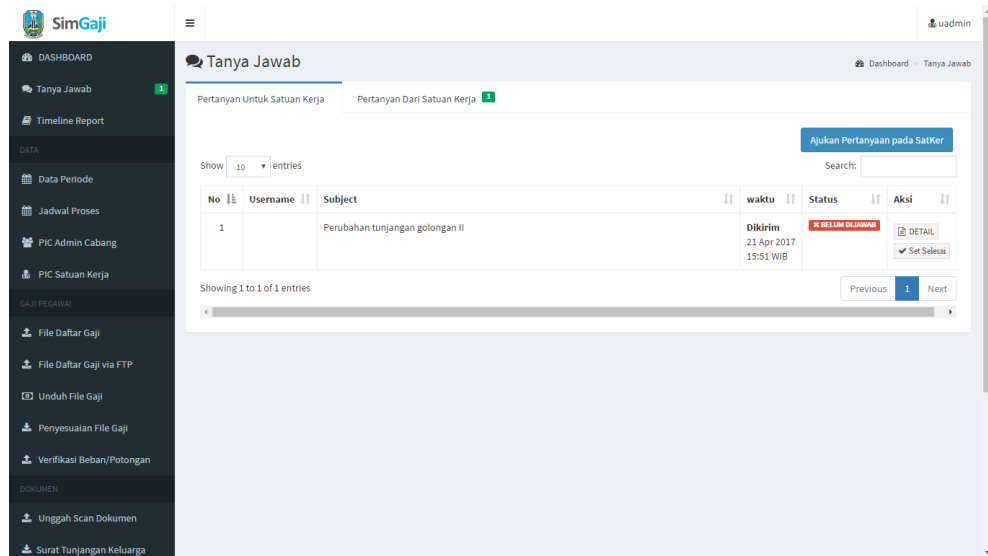 SimGaji
uadmin
DASHBOARD
Tanya Jawab 1
Timeline Report
DATA
Data Periode
Jadwal Proses
PIC Admin Cabang
PIC Satuan Kerja
GAJI PEGAWAI
File Daftar Gaji
File Daftar Gaji via FTP
Unduh File Gaji
Penyesuaian File Gaji
Verifikasi Beban/Potongan
DOKUMEN
Unggah Scan Dokumen
Surat Tunjangan Keluarga
Tanya Jawab
Dashboard > Tanya Jawab
Pertanyan Untuk Satuan Kerja
Pertanyan Dari Satuan Kerja 1
Ajukan Pertanyaan pada SatKer
Show 10 entries
Search:
No Username Subject waktu Status Aksi
1 Perubahan tunjangan golongan II
Dikirim
21 Apr 2017
15:51 WIB
X BELUM DIJAWAB
DETAIL
Set Selesai
Showing 1 to 1 of 1 entries
Previous 1 Next